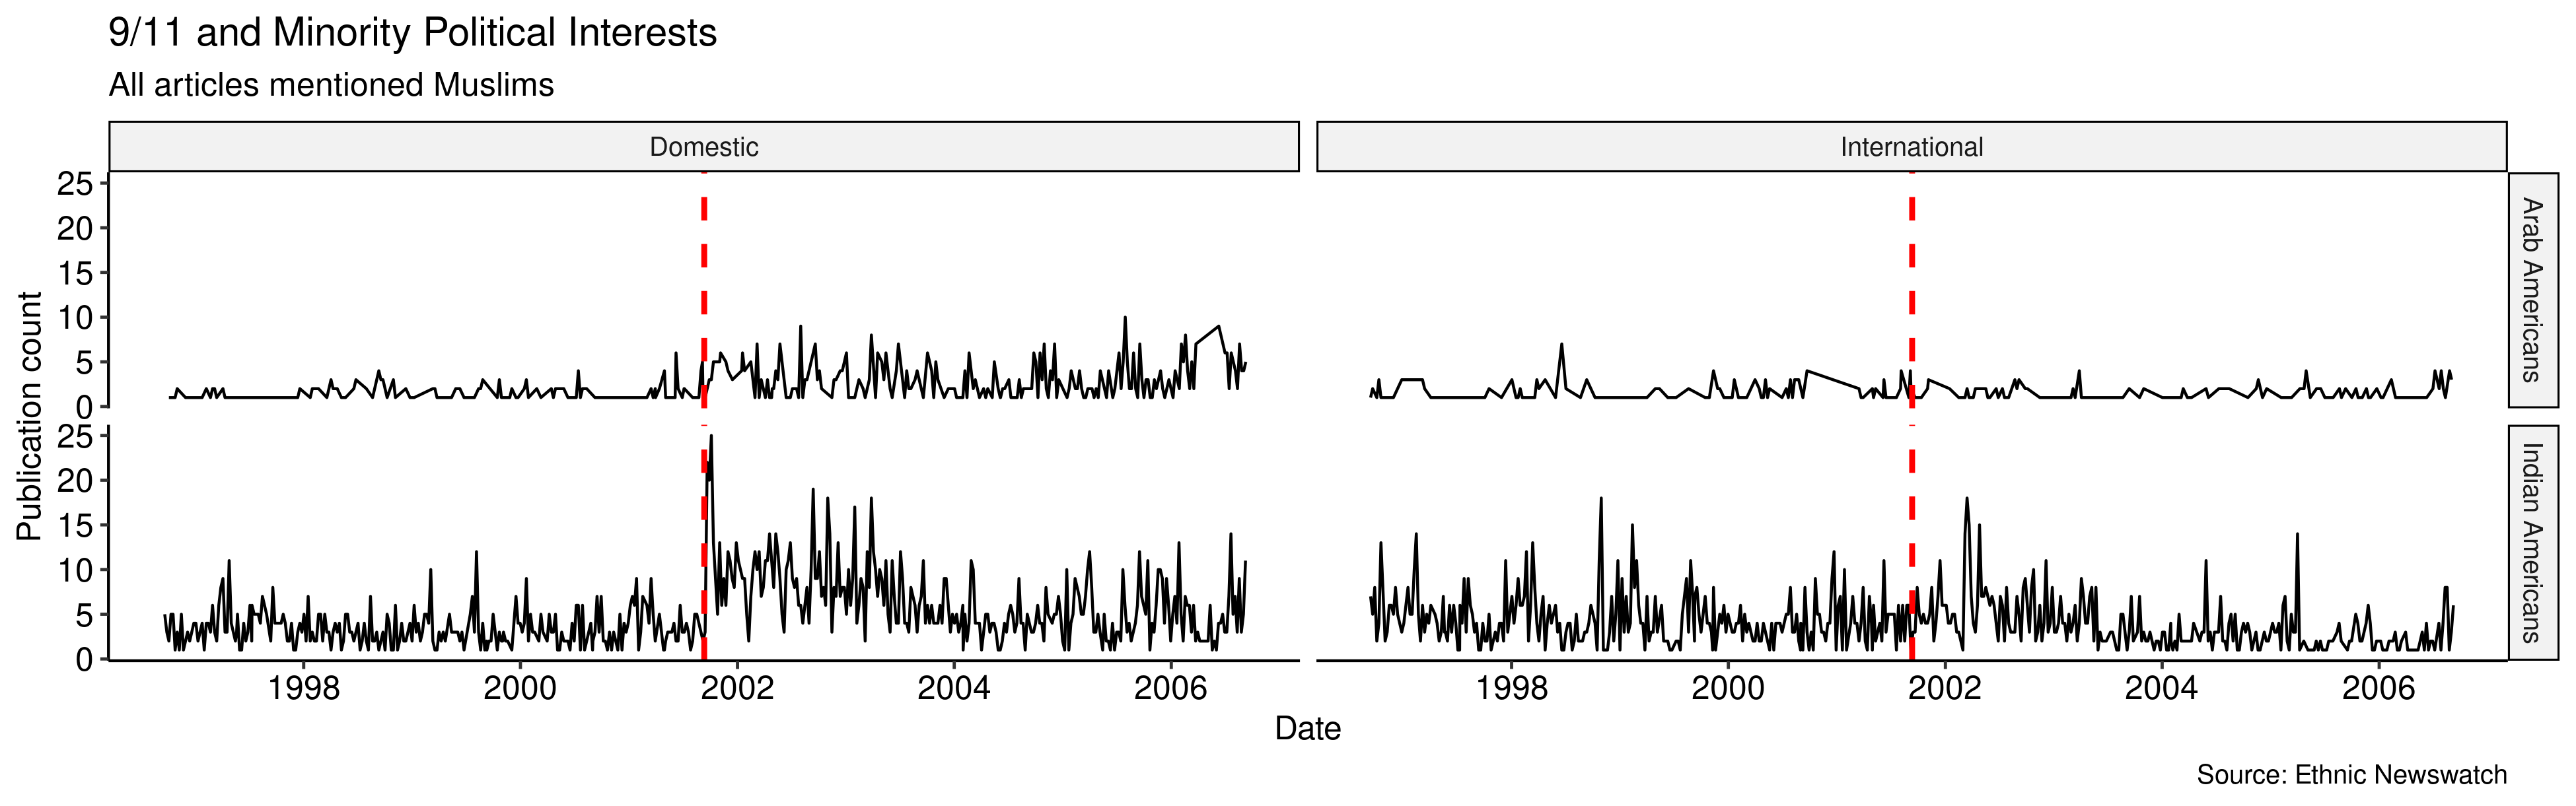 9/11 and Minority Political Interests
All articles mentioned Muslims
Domestic
International
25
20
15
10
5
0
Arab Americans
Publication count
25
20
15
10
5
0
Indian Americans
1998 2000 2002 2004 2006
1998 2000 2002 2004 2006
Date
Source: Ethnic Newswatch